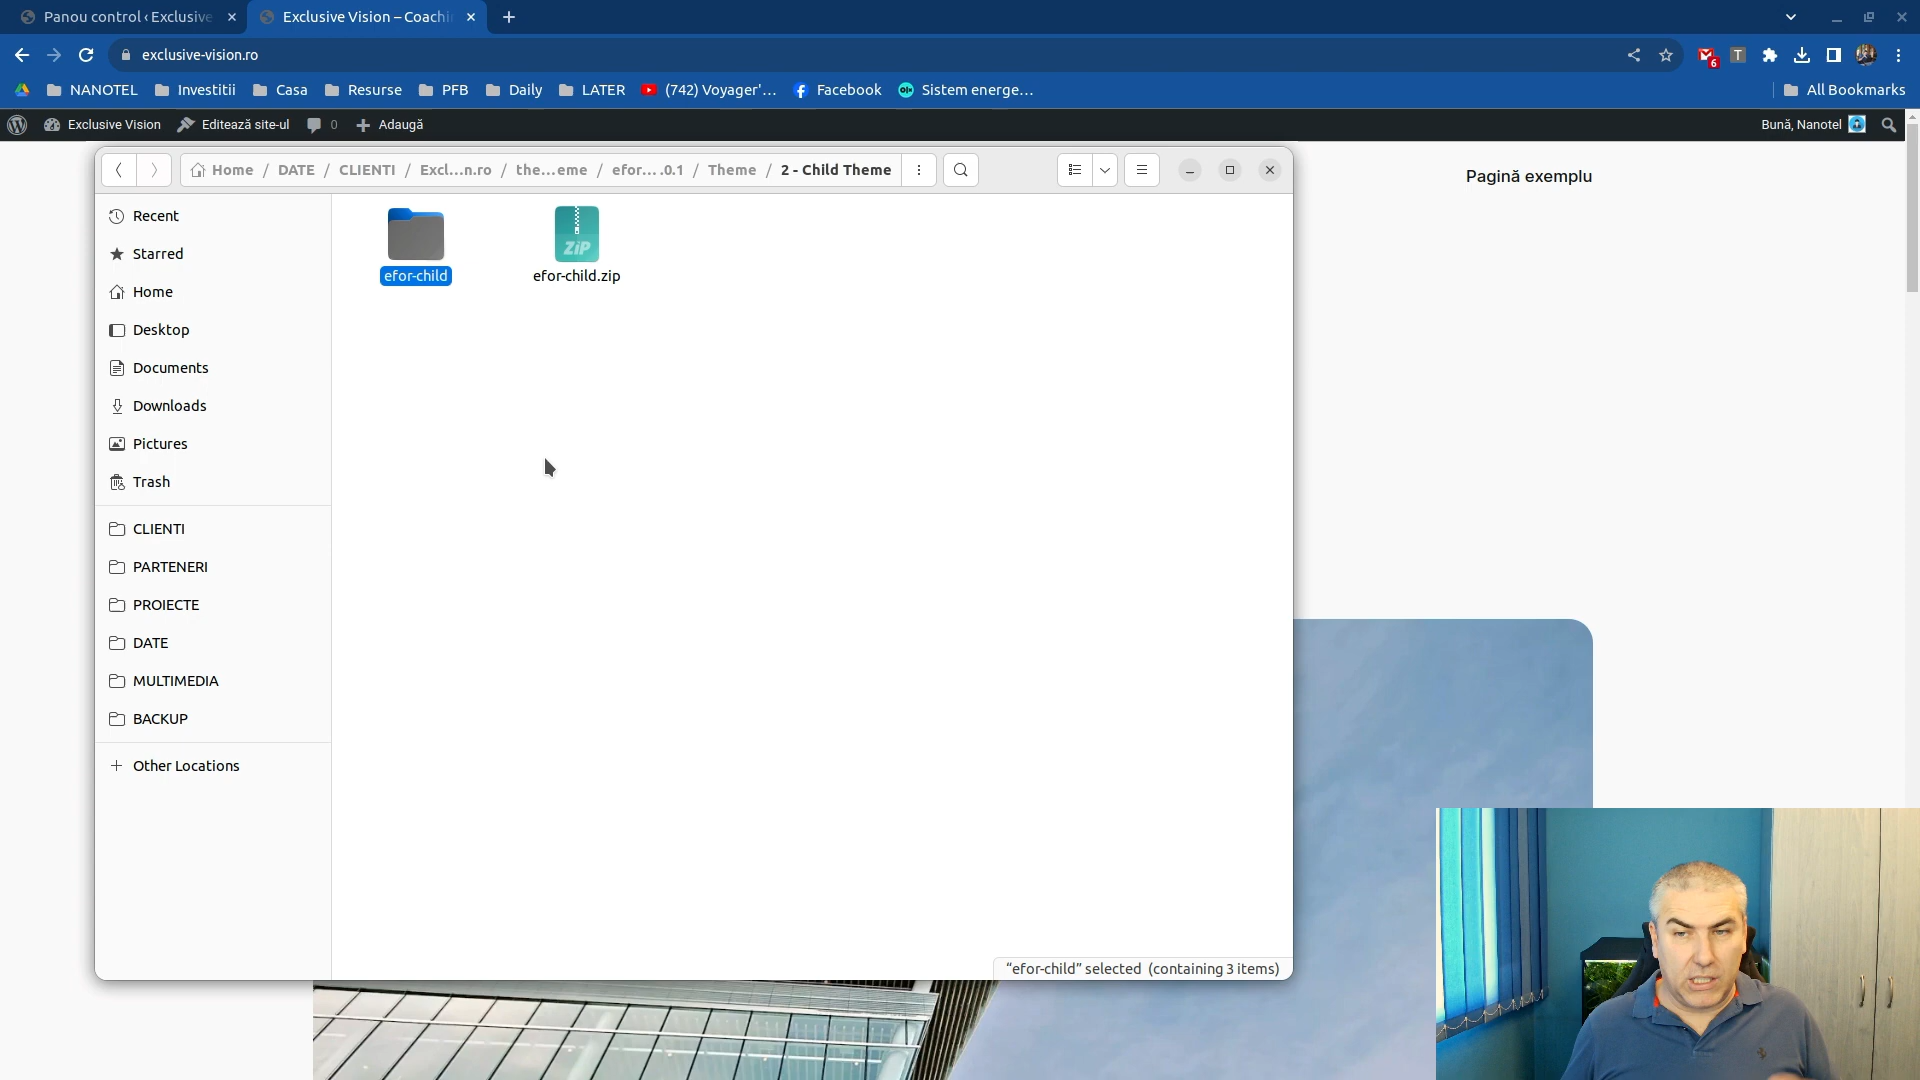 Panou control ‹ Exclusive
Exclusive Vision – Coachi
exclusive-vision.ro
6
T
NANOTEL
Investitii
Casa
Resurse
PFB
Daily
LATER
(742) Voyager'...
Facebook
Sistem energe...
All Bookmarks
Exclusive Vision
Editează site-ul
0
Adaugă
Bună, Nanotel
Home / DATE / CLIENTI / Excl...n.ro / the...eme / efor... .0.1 / Theme / 2 - Child Theme
Pagină exemplu
Recent
Starred
Home
Desktop
Documents
Downloads
Pictures
Trash
CLIENTI
PARTENERI
PROIECTE
DATE
MULTIMEDIA
BACKUP
Other Locations
ZIP
efor-child
efor-child.zip
“efor-child” selected (containing 3 items)